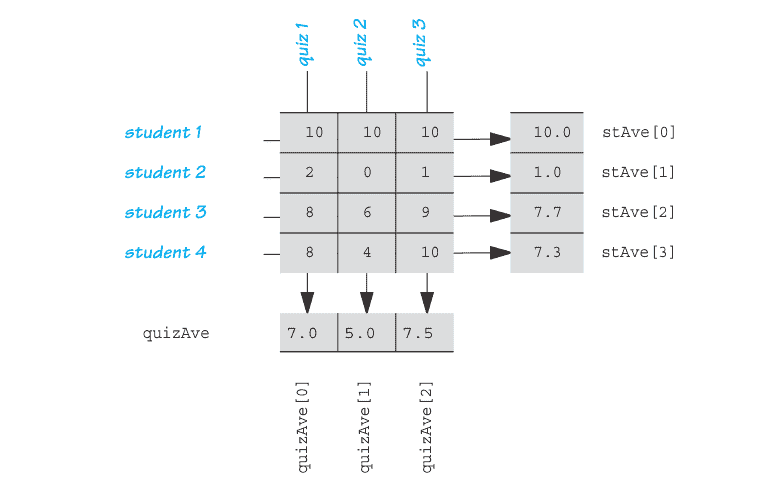 quiz 1 quiz 2 quiz 3
student 1 10 10 10 10.0 stAve[0]
student 2 2 0 1 1.0 stAve[1]
student 3 8 6 9 7.7 stAve[2]
student 4 8 4 10 7.3 stAve[3]
quizAve 7.0 5.0 7.5
quizAve[0] quizAve[1] quizAve[2]